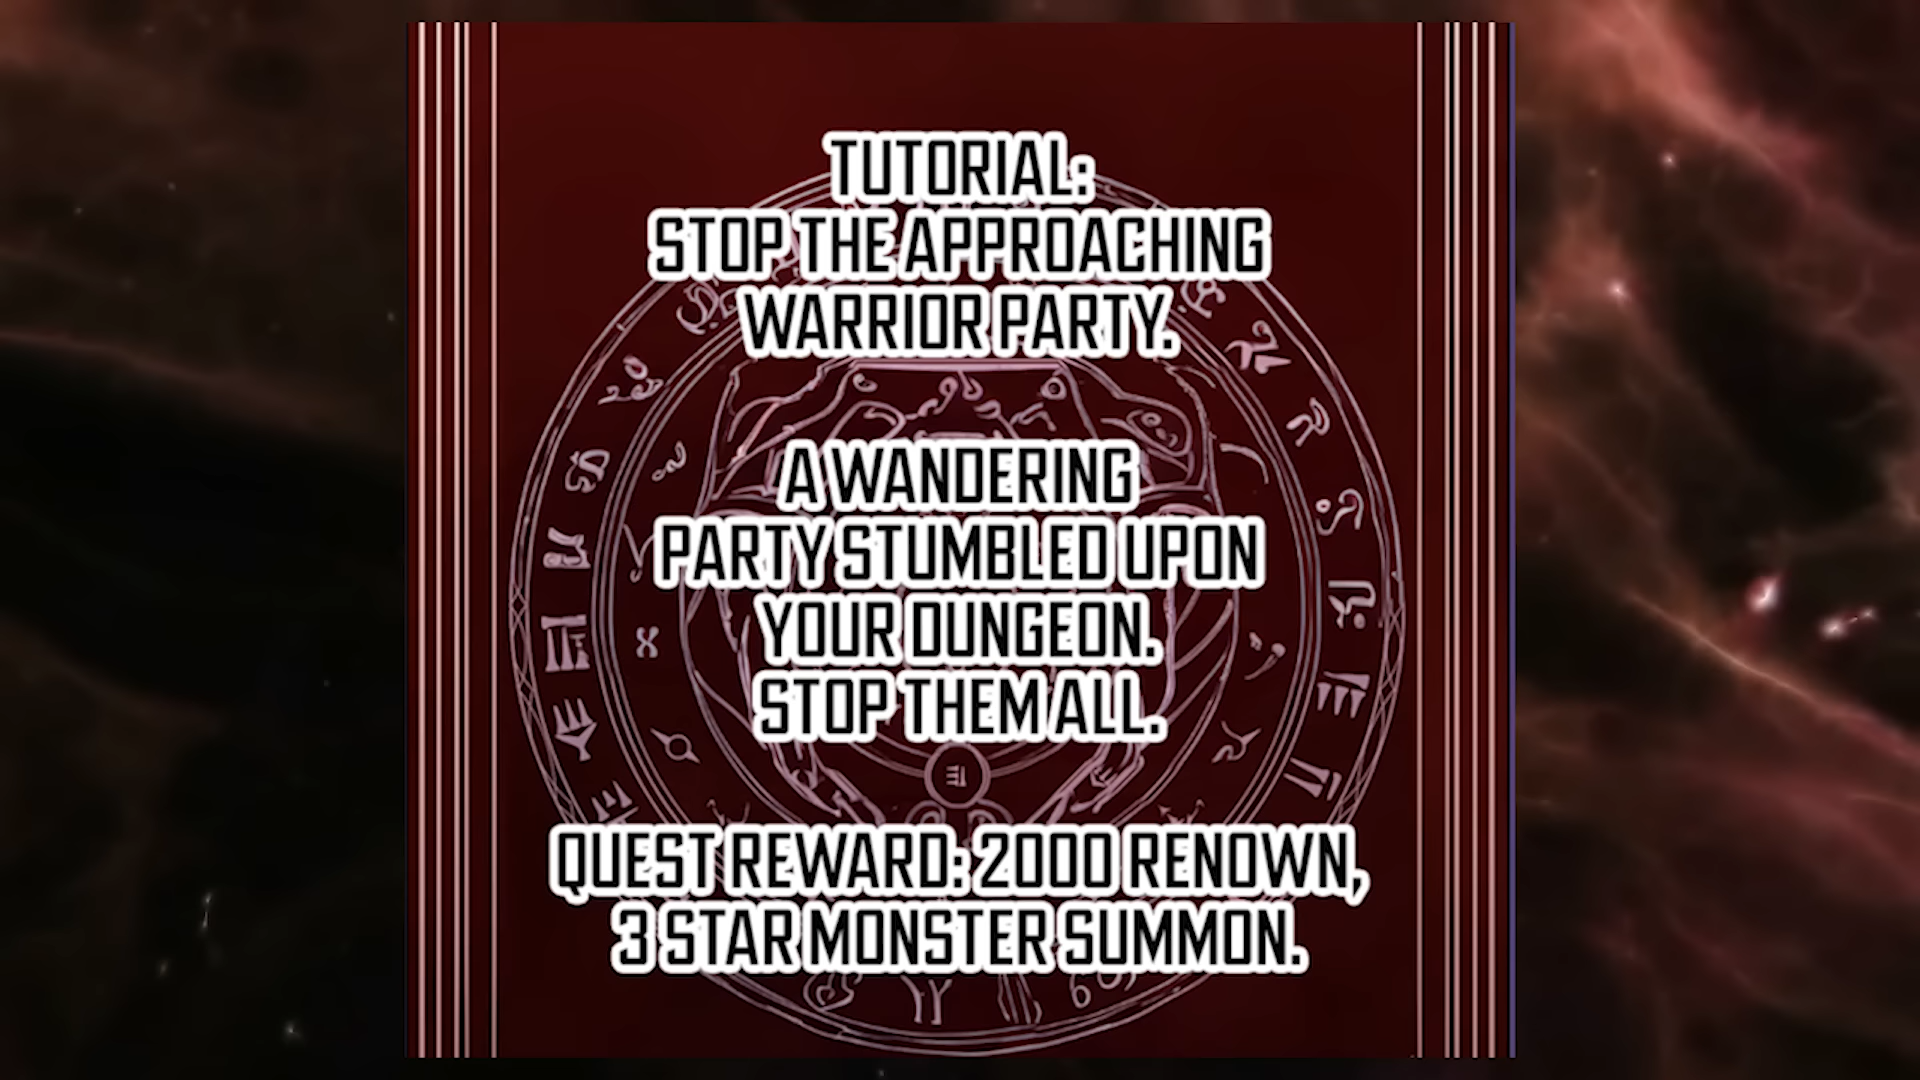 TUTORIAL:
STOP THE APPROACHING
WARRIOR PARTY.
A WANDERING
PARTY STUMBLED UPON
YOUR DUNGEON.
STOP THEM ALL.
QUEST REWARD: 2000 RENOWN,
3 STAR MONSTER SUMMON.